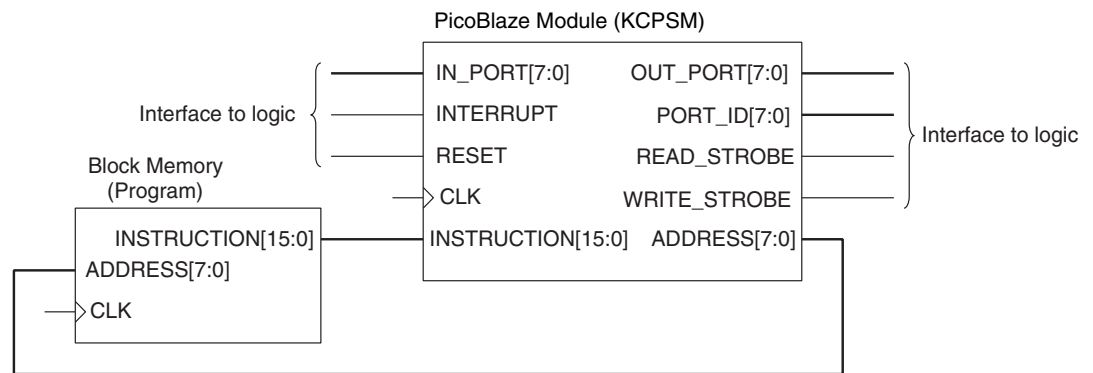 PicoBlaze Module (KCPSM)
IN_PORT[7:0]
OUT_PORT[7:0]
Interface to logic
INTERRUPT
PORT_ID[7:0]
Interface to logic
RESET
READ_STROBE
Block Memory
(Program)
CLK
WRITE_STROBE
INSTRUCTION[15:0]
INSTRUCTION[15:0]
ADDRESS[7:0]
ADDRESS[7:0]
CLK